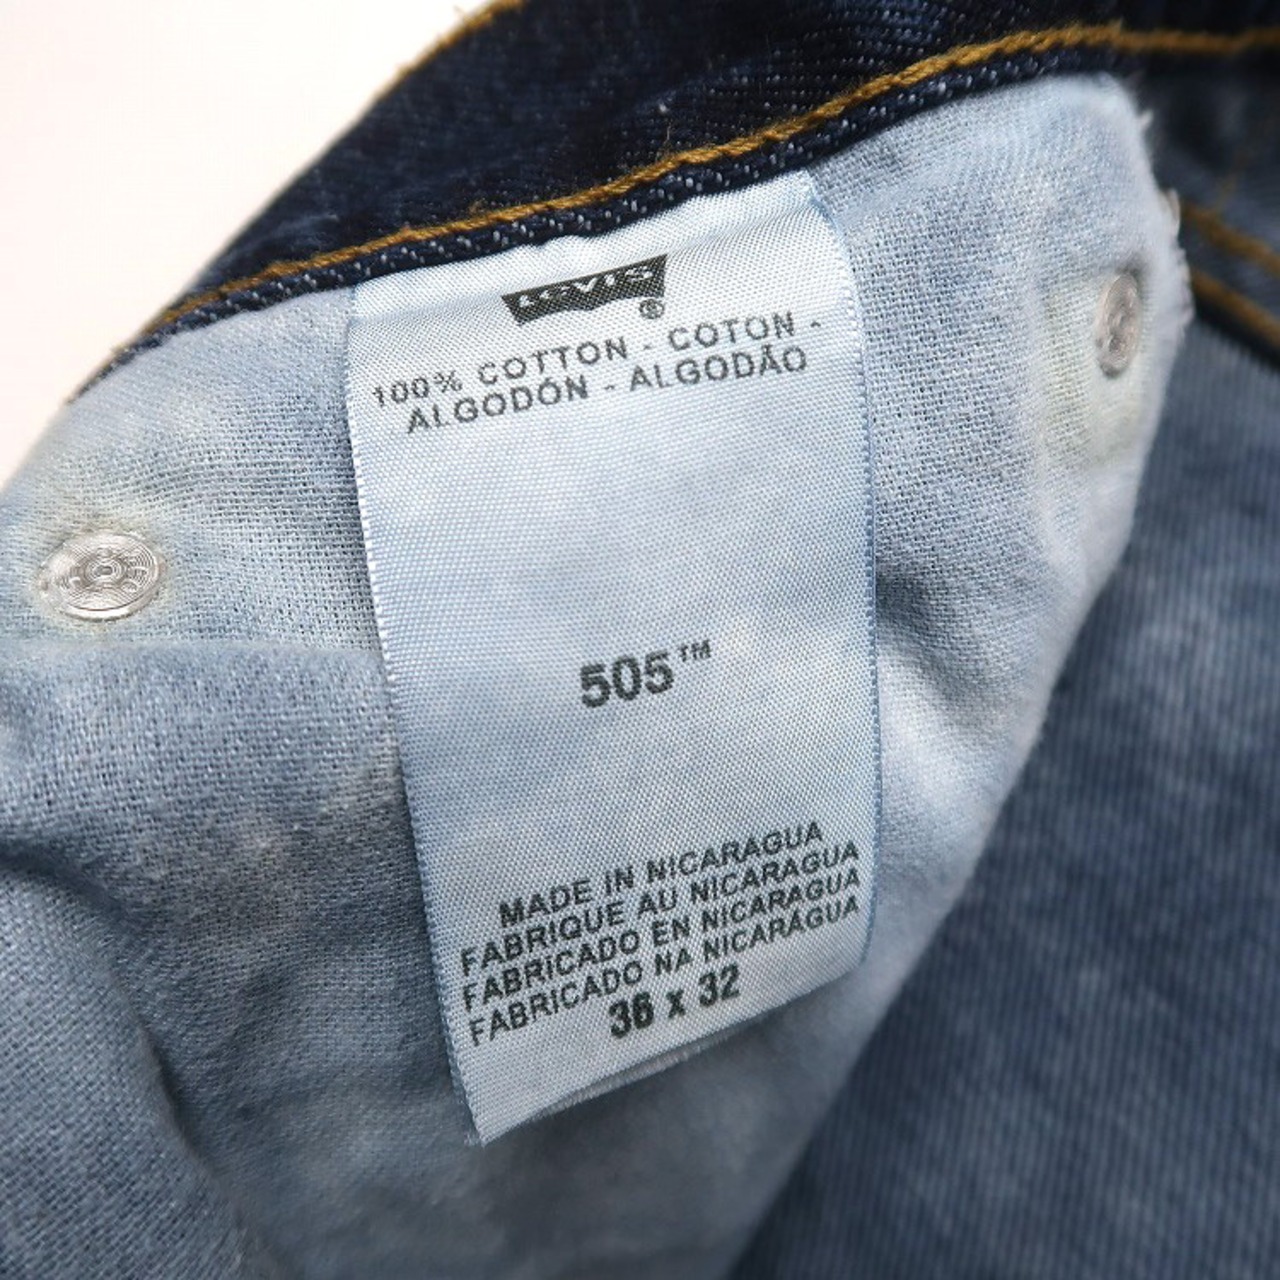 Levi's ®
100% COTTON - COTON -
ALGODÓN - ALGODÃO
505™
MADE IN NICARAGUA
FABRIQUE AU NICARAGUA
FABRICADO EN NICARAGUA
FABRICADO NA NICARÁGUA
36 x 32